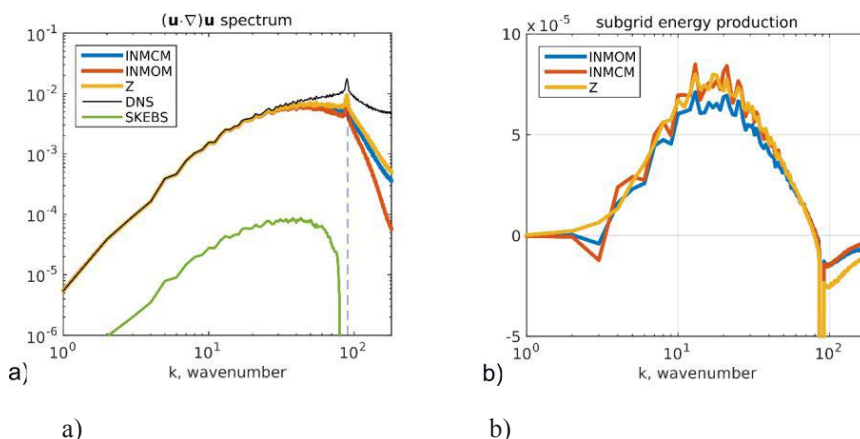 (u·∇)u spectrum
10^-1
10^-2
10^-3
10^-4
10^-5
10^-6
INMCM
INMOM
Z
DNS
SKEBS
10^0
10^1
10^2
k, wavenumber
a)
subgrid energy production
10 x 10^-5
5
0
-5
INMOM
INMCM
Z
10^0
10^1
10^2
k, wavenumber
b)
a)
b)